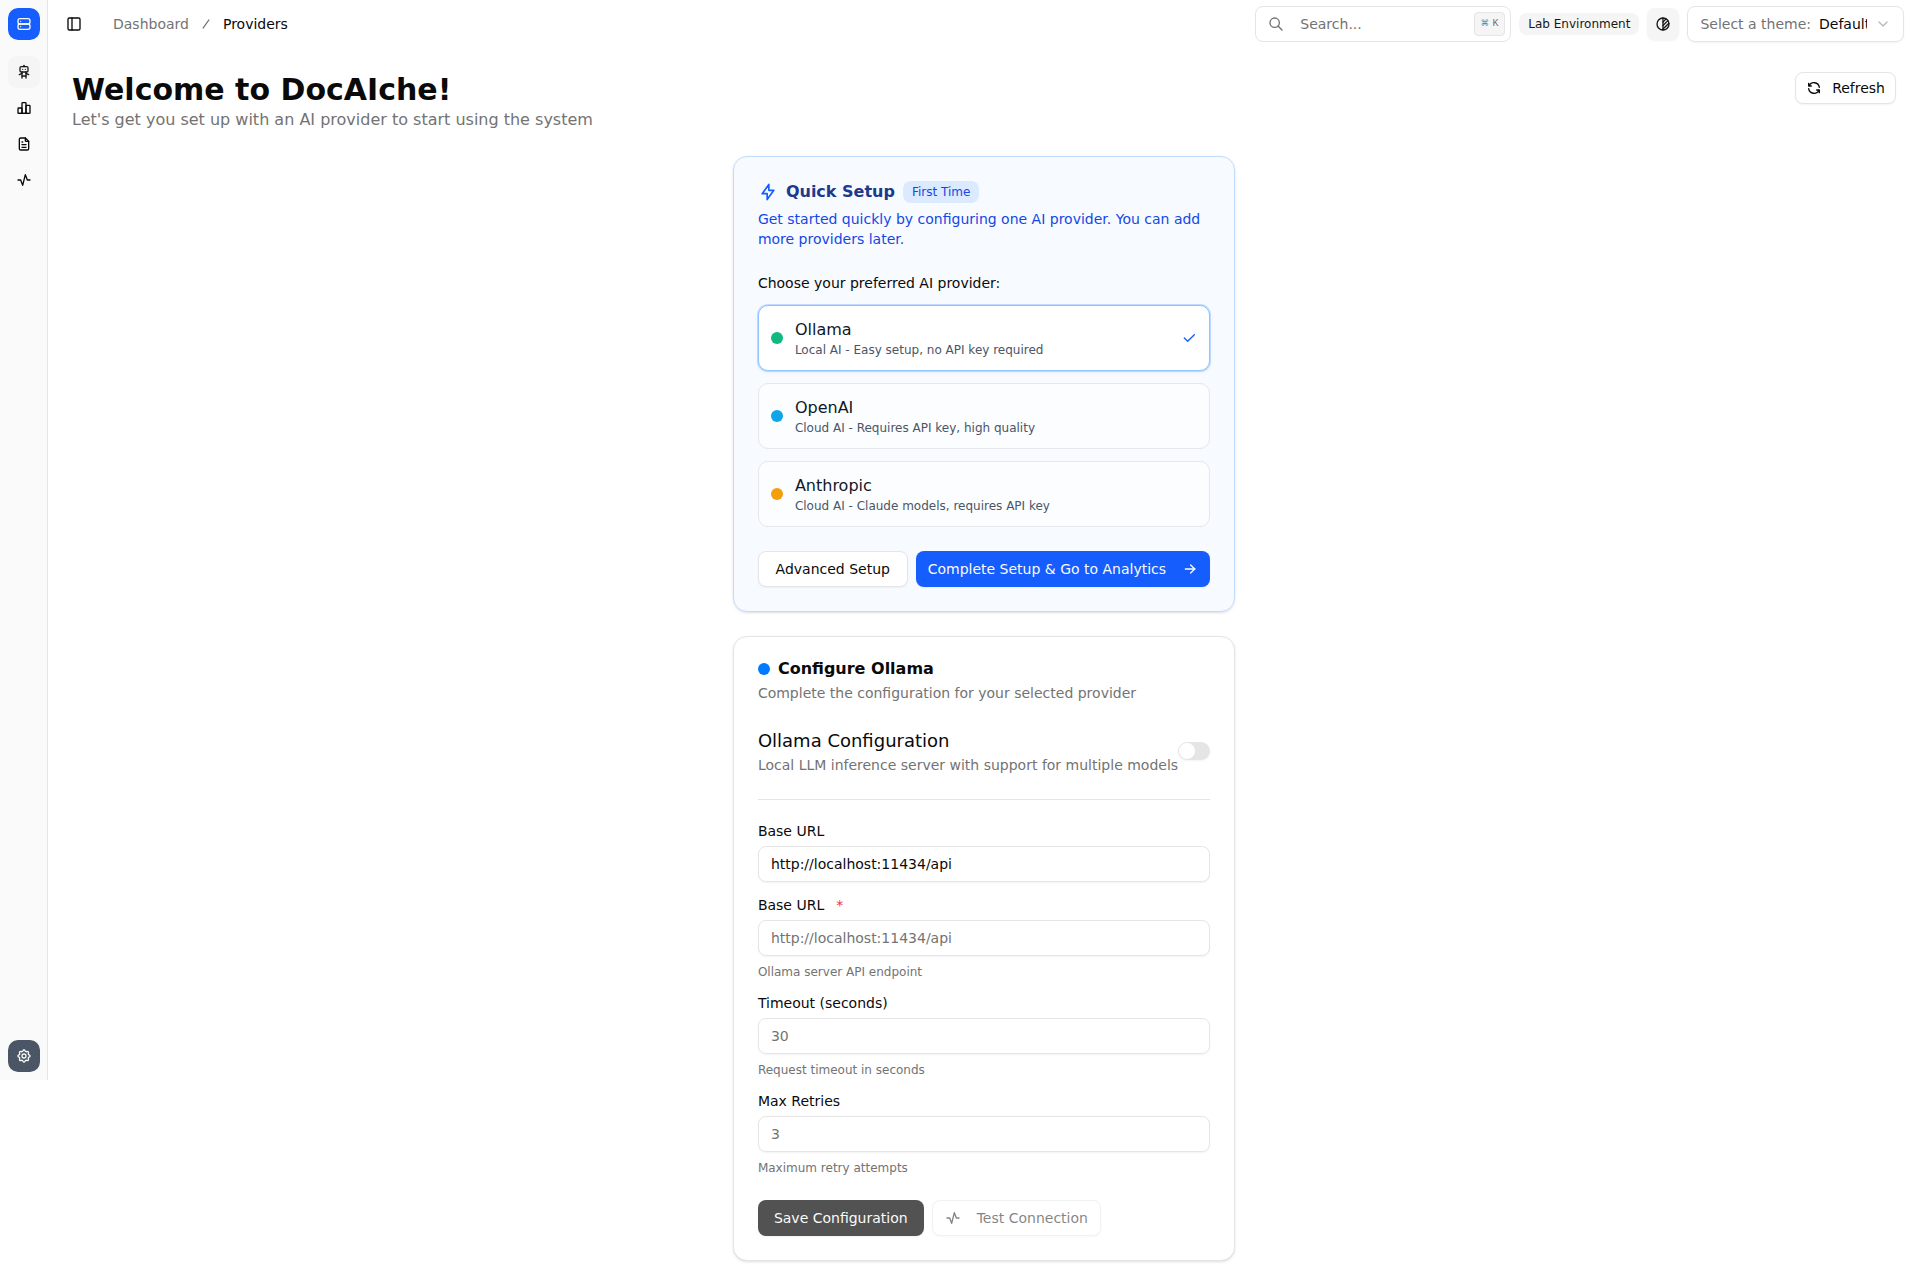 Dashboard / Providers
Search... ⌘ K
Lab Environment
Select a theme: Default
Welcome to DocAIche!
Let's get you set up with an AI provider to start using the system
Refresh
Quick Setup First Time
Get started quickly by configuring one AI provider. You can add
more providers later.
Choose your preferred AI provider:
Ollama
Local AI - Easy setup, no API key required
OpenAI
Cloud AI - Requires API key, high quality
Anthropic
Cloud AI - Claude models, requires API key
Advanced Setup
Complete Setup & Go to Analytics
Configure Ollama
Complete the configuration for your selected provider
Ollama Configuration
Local LLM inference server with support for multiple models
Base URL
http://localhost:11434/api
Base URL *
http://localhost:11434/api
Ollama server API endpoint
Timeout (seconds)
30
Request timeout in seconds
Max Retries
3
Maximum retry attempts
Save Configuration
Test Connection